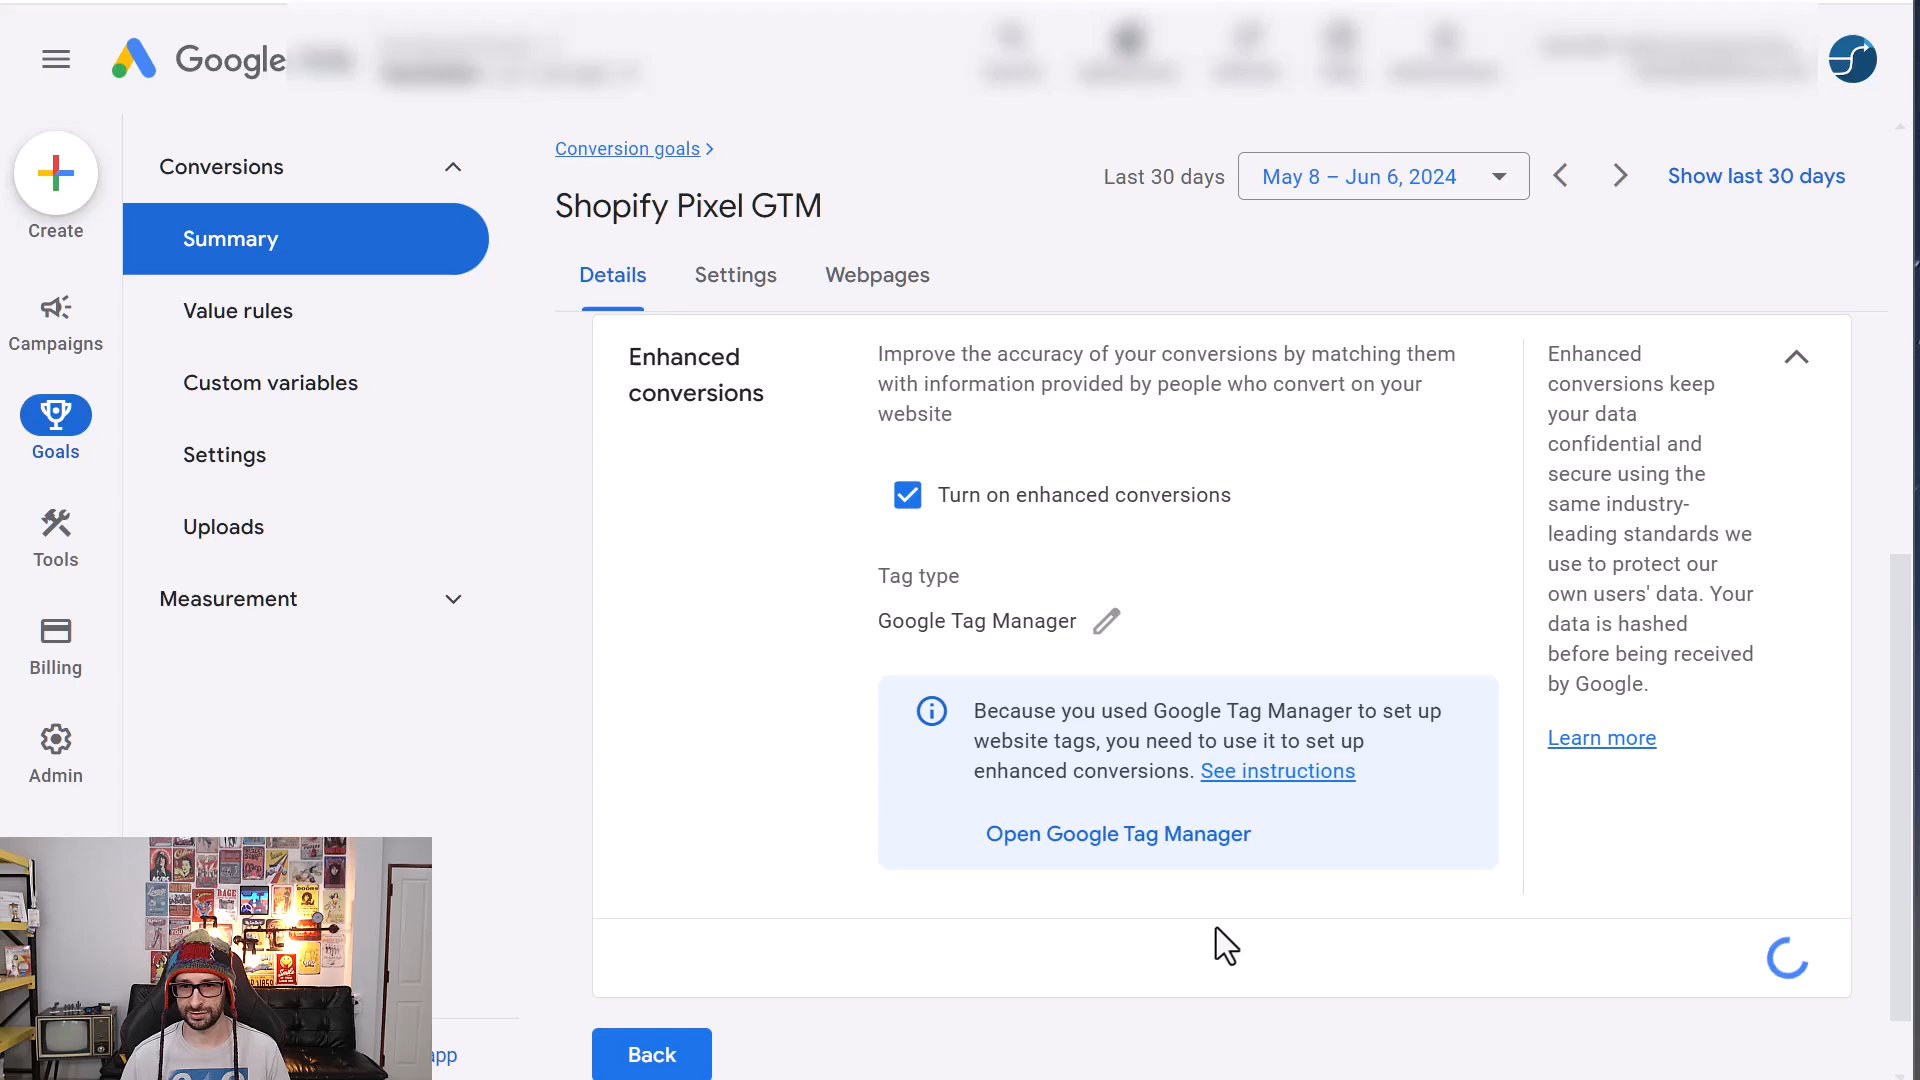 Google
Create
Campaigns
Goals
Tools
Billing
Admin
Conversions
Summary
Value rules
Custom variables
Settings
Uploads
Measurement
app
Conversion goals
Shopify Pixel GTM
Last 30 days
May 8 – Jun 6, 2024
Show last 30 days
Details
Settings
Webpages
Enhanced
conversions
Improve the accuracy of your conversions by matching them
with information provided by people who convert on your
website
Turn on enhanced conversions
Tag type
Google Tag Manager
Because you used Google Tag Manager to set up
website tags, you need to use it to set up
enhanced conversions. See instructions
Open Google Tag Manager
Enhanced
conversions keep
your data
confidential and
secure using the
same industry-
leading standards we
use to protect our
own users' data. Your
data is hashed
before being received
by Google.
Learn more
Back